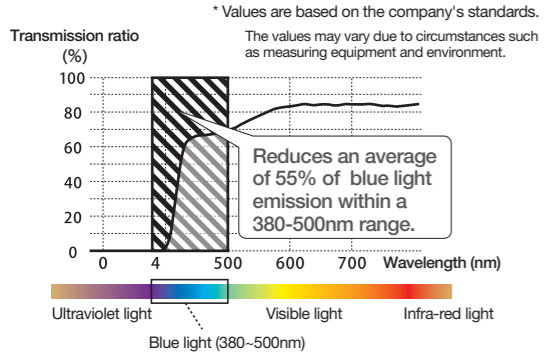 * Values are based on the company's standards.
Transmission ratio
(%)
The values may vary due to circumstances such
as measuring equipment and environment.
100
80
60
40
20
0
Reduces an average
of 55% of blue light
emission within a
380-500nm range.
0 4 500 600 700 Wavelength (nm)
Ultraviolet light Visible light Infra-red light
Blue light (380~500nm)